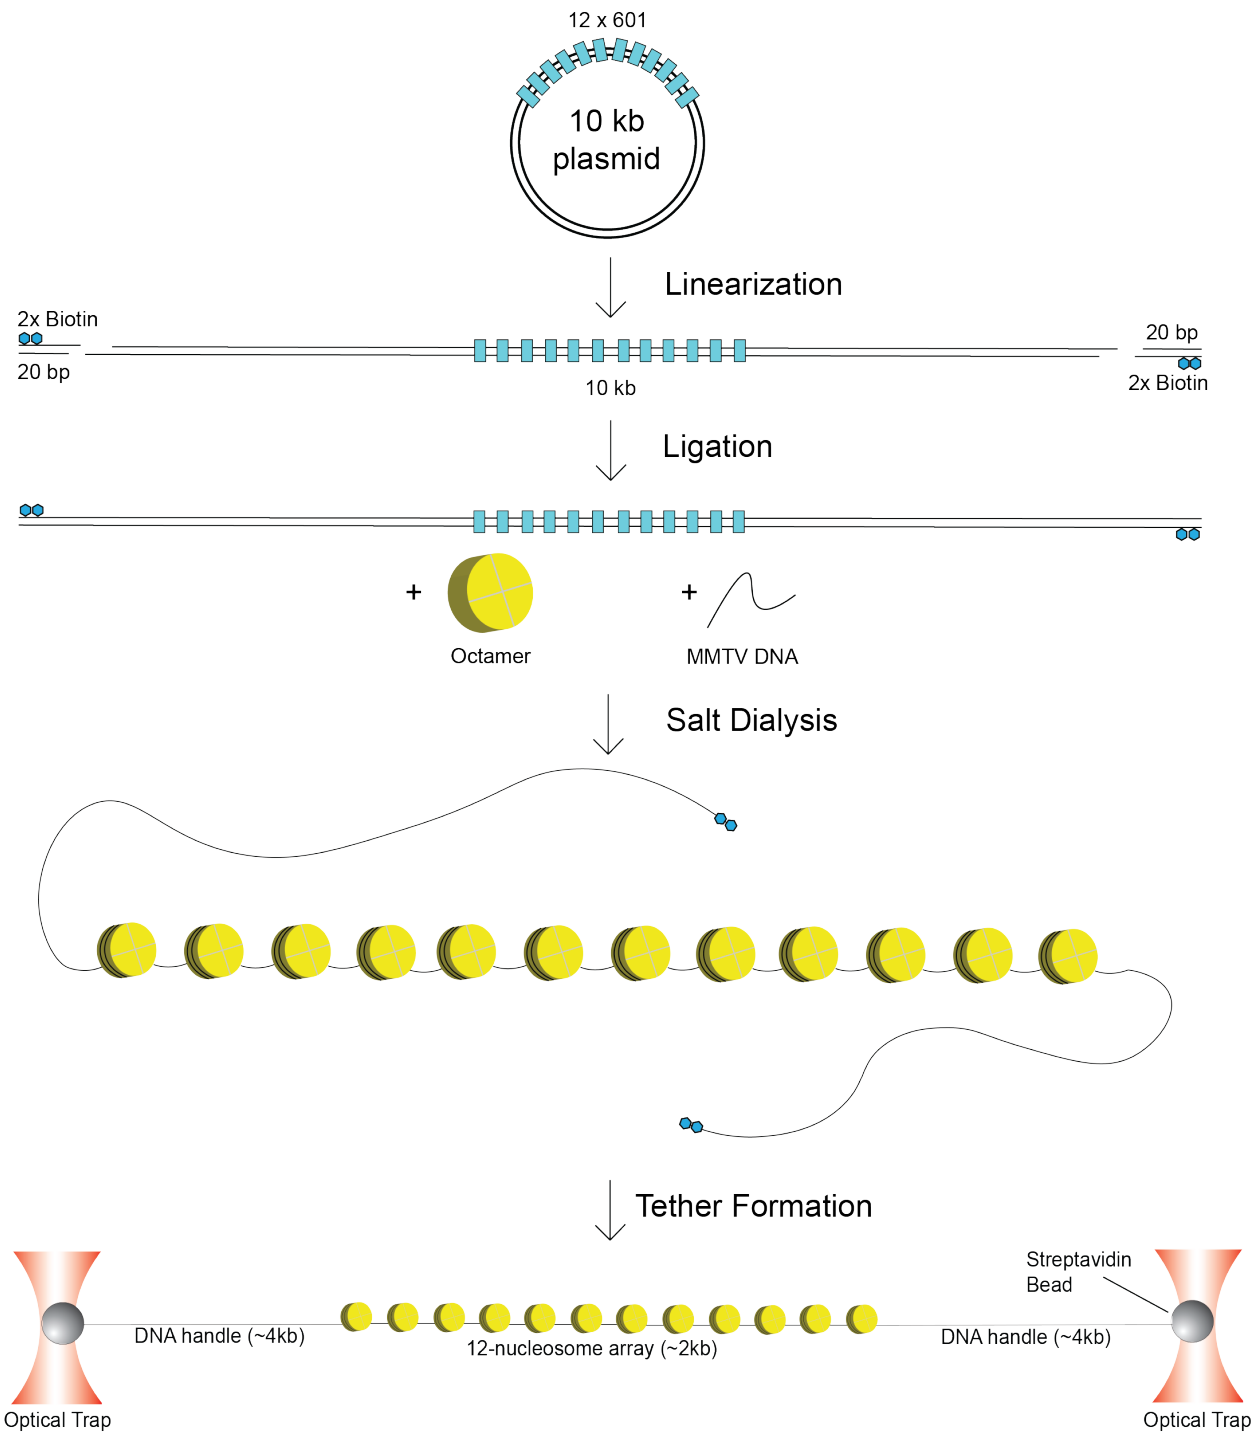 12 x 601
10 kb
plasmid
Linearization
2x Biotin
20 bp
20 bp
10 kb
2x Biotin
Ligation
+
+
Octamer
MMTV DNA
Salt Dialysis
Tether Formation
Streptavidin
Bead
DNA handle (~4kb)
12-nucleosome array (~2kb)
DNA handle (~4kb)
Optical Trap
Optical Trap